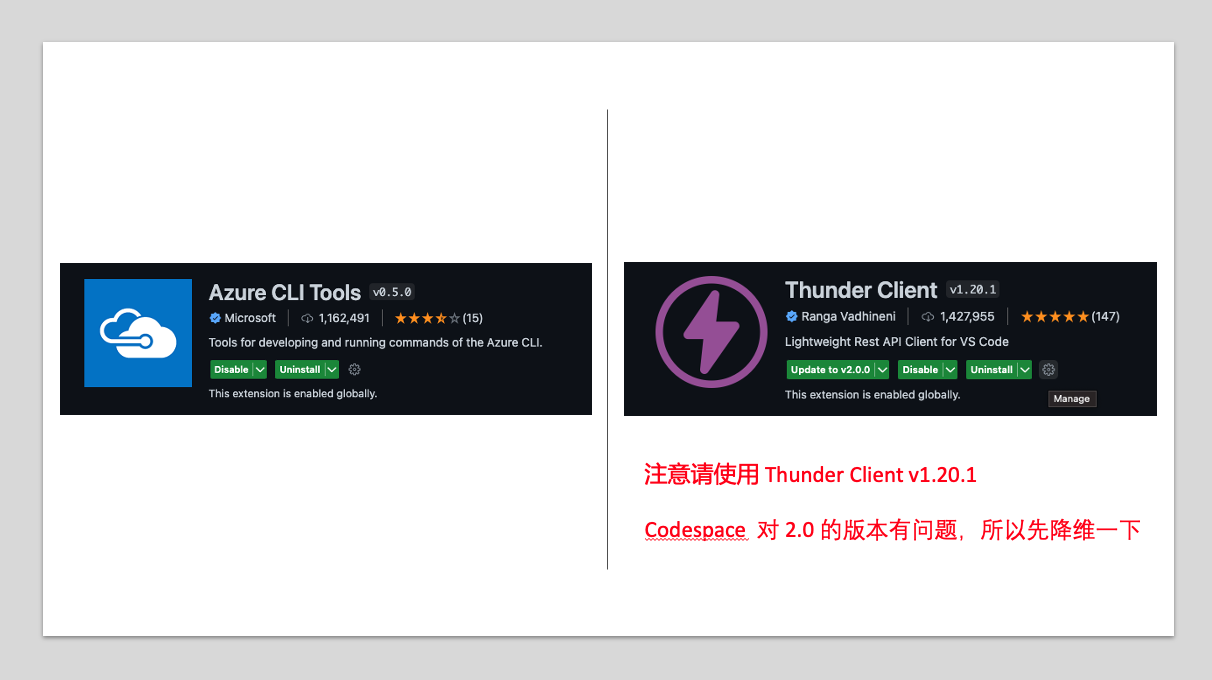 Azure CLI Tools v0.5.0
Microsoft 1,162,491 (15)
Tools for developing and running commands of the Azure CLI.
Disable Uninstall
This extension is enabled globally.
Thunder Client v1.20.1
Ranga Vadhineni 1,427,955 (147)
Lightweight Rest API Client for VS Code
Update to v2.0.0 Disable Uninstall
This extension is enabled globally.
Manage
注意请使用 Thunder Client v1.20.1
Codespace 对 2.0 的版本有问题，所以先降维一下